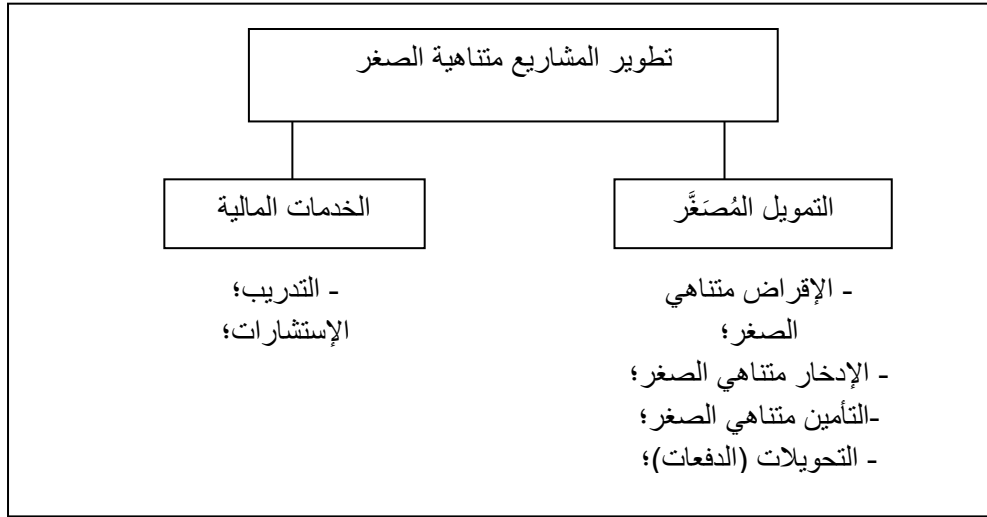 تطوير المشاريع متناهية الصغر
التمويل المُصَغَّر
الخدمات المالية
- الإقراض متناهي
الصغر؛
- الإدخار متناهي الصغر؛
-التأمين متناهي الصغر؛
- التحويلات (الدفعات)؛
- التدريب؛
الإستشارات؛